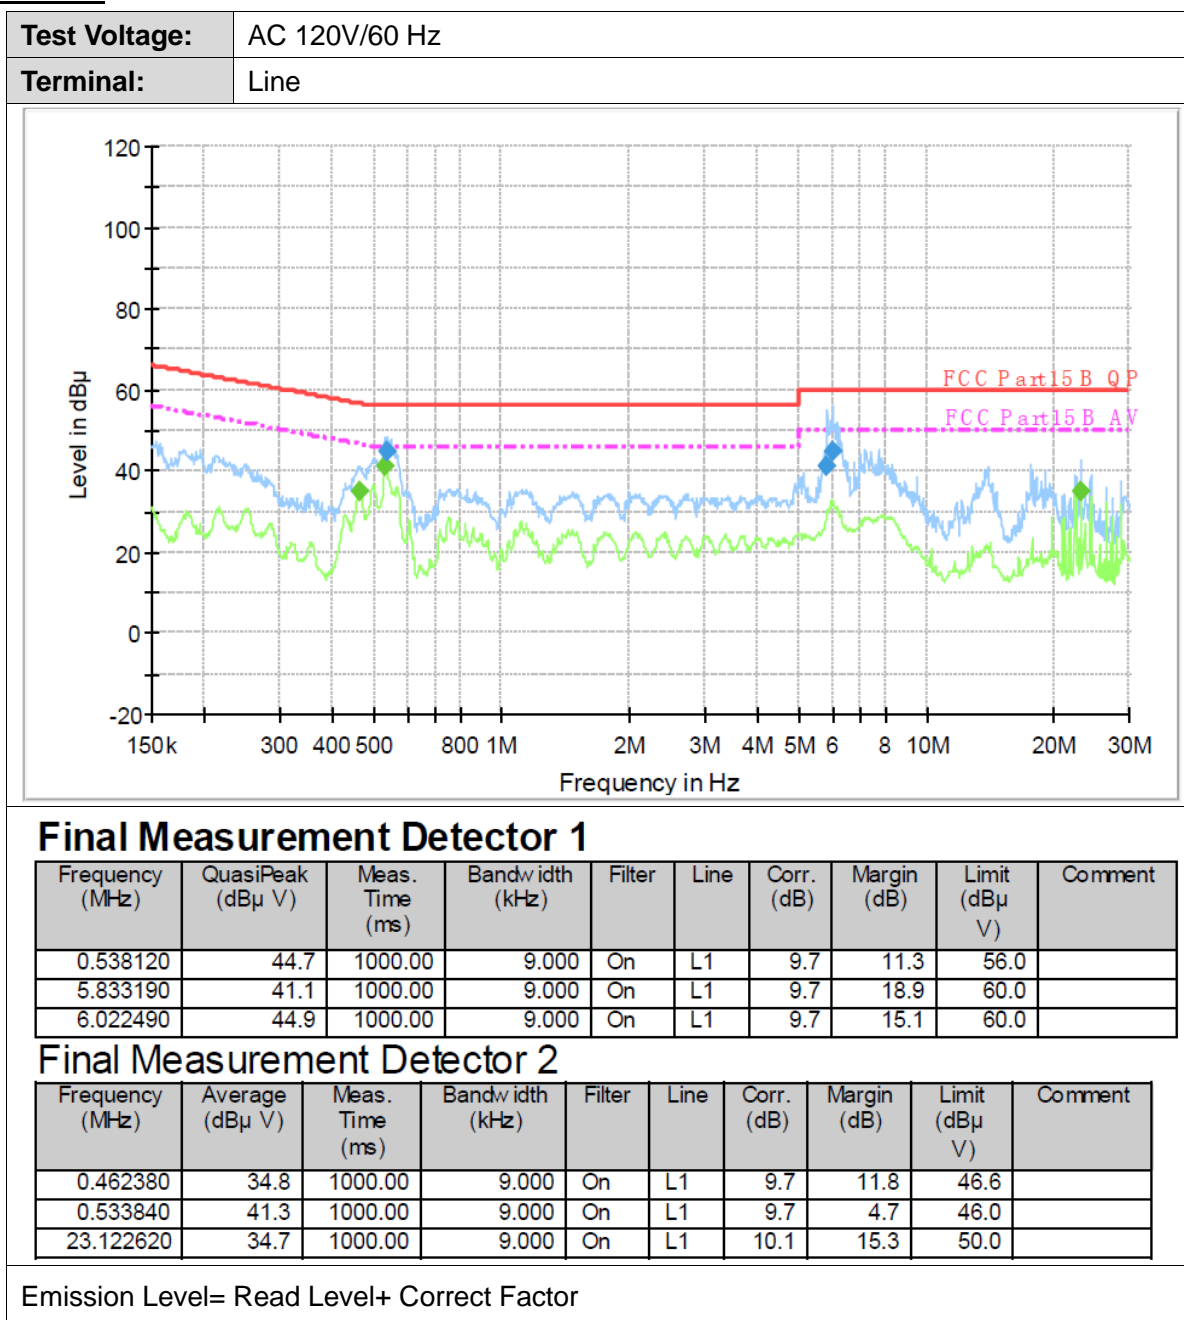 Test Voltage: AC 120V/60 Hz
Terminal: Line
120
100
80
60
40
20
0
-20
Level in dBµ
FCC Part15 B QP
FCC Part15 B AV
150k 300 400 500 800 1M 2M 3M 4M 5M 6 8 10M 20M 30M
Frequency in Hz
Final Measurement Detector 1
Frequency (MHz) QuasiPeak (dBµ V) Meas. Time (ms) Bandwidth (kHz) Filter Line Corr. (dB) Margin (dB) Limit (dBµ V) Comment
0.538120 44.7 1000.00 9.000 On L1 9.7 11.3 56.0
5.833190 41.1 1000.00 9.000 On L1 9.7 18.9 60.0
6.022490 44.9 1000.00 9.000 On L1 9.7 15.1 60.0
Final Measurement Detector 2
Frequency (MHz) Average (dBµ V) Meas. Time (ms) Bandwidth (kHz) Filter Line Corr. (dB) Margin (dB) Limit (dBµ V) Comment
0.462380 34.8 1000.00 9.000 On L1 9.7 11.8 46.6
0.533840 41.3 1000.00 9.000 On L1 9.7 4.7 46.0
23.122620 34.7 1000.00 9.000 On L1 10.1 15.3 50.0
Emission Level= Read Level+ Correct Factor